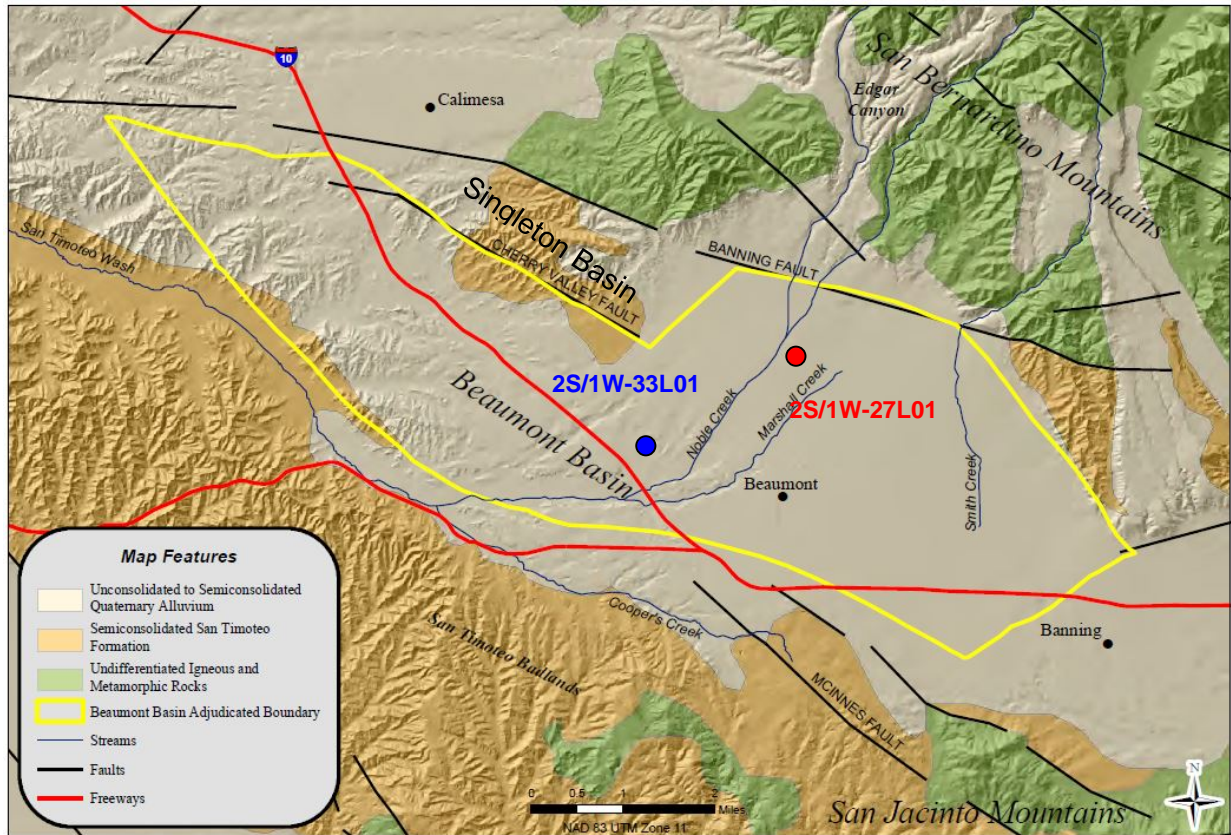 10
Calimesa
Edgar
Canyon
San Bernardino Mountains
Singleton Basin
CHERRY VALLEY FAULT
BANNING FAULT
San Timoteo Wash
Beaumont Basin
2S/1W-33L01
2S/1W-27L01
Noble Creek
Marshall Creek
Beaumont
Smith Creek
Cooper's Creek
San Timoteo Badlands
MCINNES FAULT
Banning
San Jacinto Mountains
Map Features
Unconsolidated to Semiconsolidated
Quaternary Alluvium
Semiconsolidated San Timoteo
Formation
Undifferentiated Igneous and
Metamorphic Rocks
Beaumont Basin Adjudicated Boundary
Streams
Faults
Freeways
0 0.5 1 2
Miles
NAD 83 UTM Zone 11
N